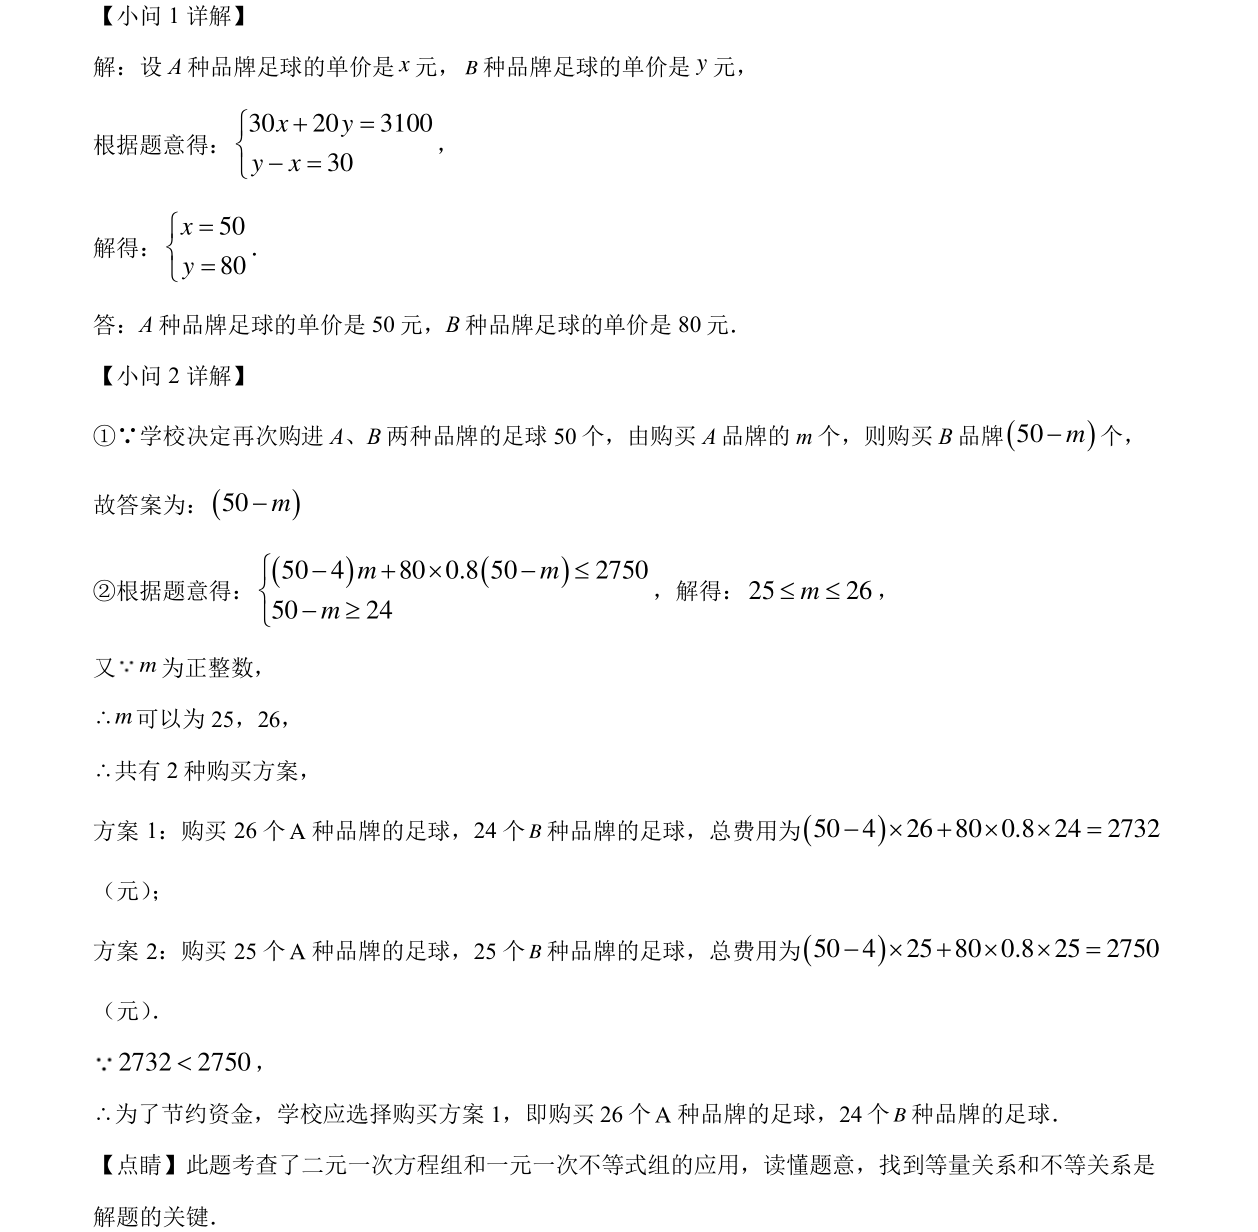 【小问 1 详解】
解：设 A 种品牌足球的单价是 x 元， B 种品牌足球的单价是 y 元，
根据题意得：{30x + 20y = 3100
y − x = 30 ，
解得：{x = 50
y = 80 .
答：A 种品牌足球的单价是 50 元，B 种品牌足球的单价是 80 元．
【小问 2 详解】
①∵学校决定再次购进 A、B 两种品牌的足球 50 个，由购买 A 品牌的 m 个，则购买 B 品牌(50 − m)个，
故答案为：(50 − m)
②根据题意得：{(50 − 4)m + 80×0.8(50 − m) ≤ 2750
50 − m ≥ 24 ，解得：25 ≤ m ≤ 26，
又∵m 为正整数，
∴m 可以为 25，26，
∴共有 2 种购买方案，
方案 1：购买 26 个 A 种品牌的足球，24 个 B 种品牌的足球，总费用为(50 − 4)×26 + 80×0.8×24 = 2732
（元）；
方案 2：购买 25 个 A 种品牌的足球，25 个 B 种品牌的足球，总费用为(50 − 4)×25 + 80×0.8×25 = 2750
（元）．
∵2732 < 2750，
∴为了节约资金，学校应选择购买方案 1，即购买 26 个 A 种品牌的足球，24 个 B 种品牌的足球．
【点睛】此题考查了二元一次方程组和一元一次不等式组的应用，读懂题意，找到等量关系和不等关系是
解题的关键．